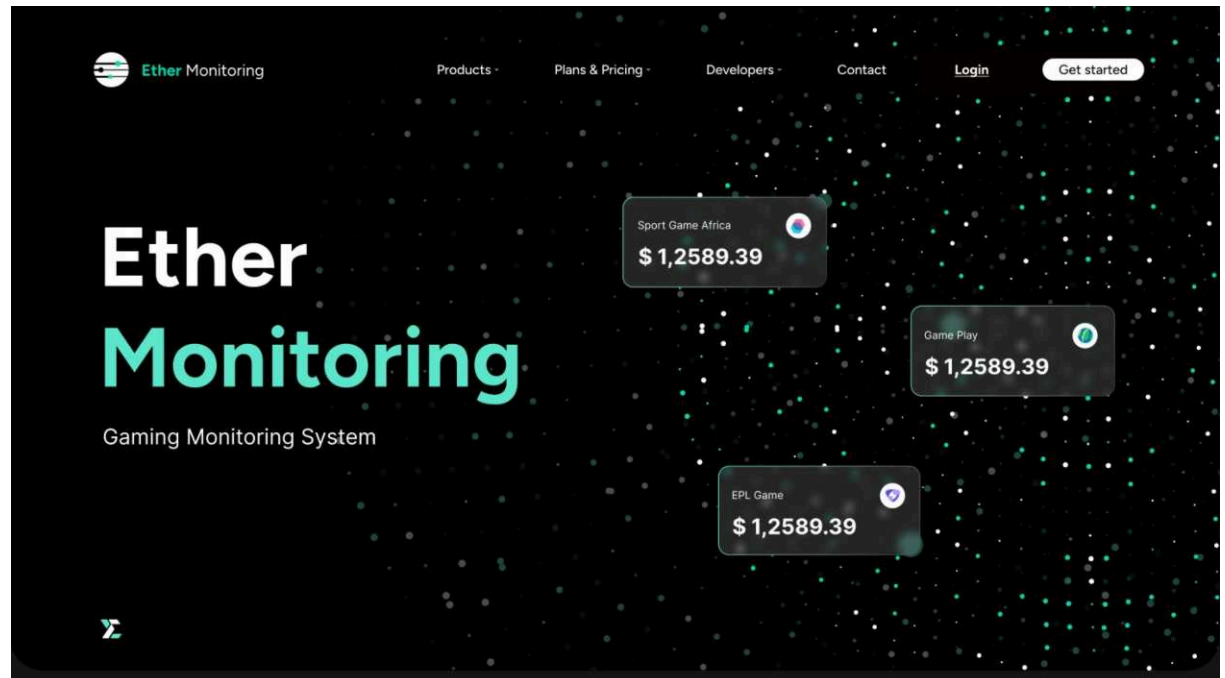 Ether Monitoring
Products
Plans & Pricing
Developers
Contact
Login
Get started
Ether
Monitoring
Gaming Monitoring System
Sport Game Africa
$ 1,2589.39
Game Play
$ 1,2589.39
EPL Game
$ 1,2589.39